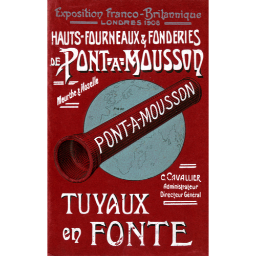 Exposition Franco-Britannique
LONDRES 1908
HAUTS-FOURNEAUX & FONDERIES
DE PONT-A-MOUSSON
Meurthe & Moselle
PONT-A-MOUSSON
C. CAVALLIER
Administrateur
Directeur Général
TUYAUX
en FONTE